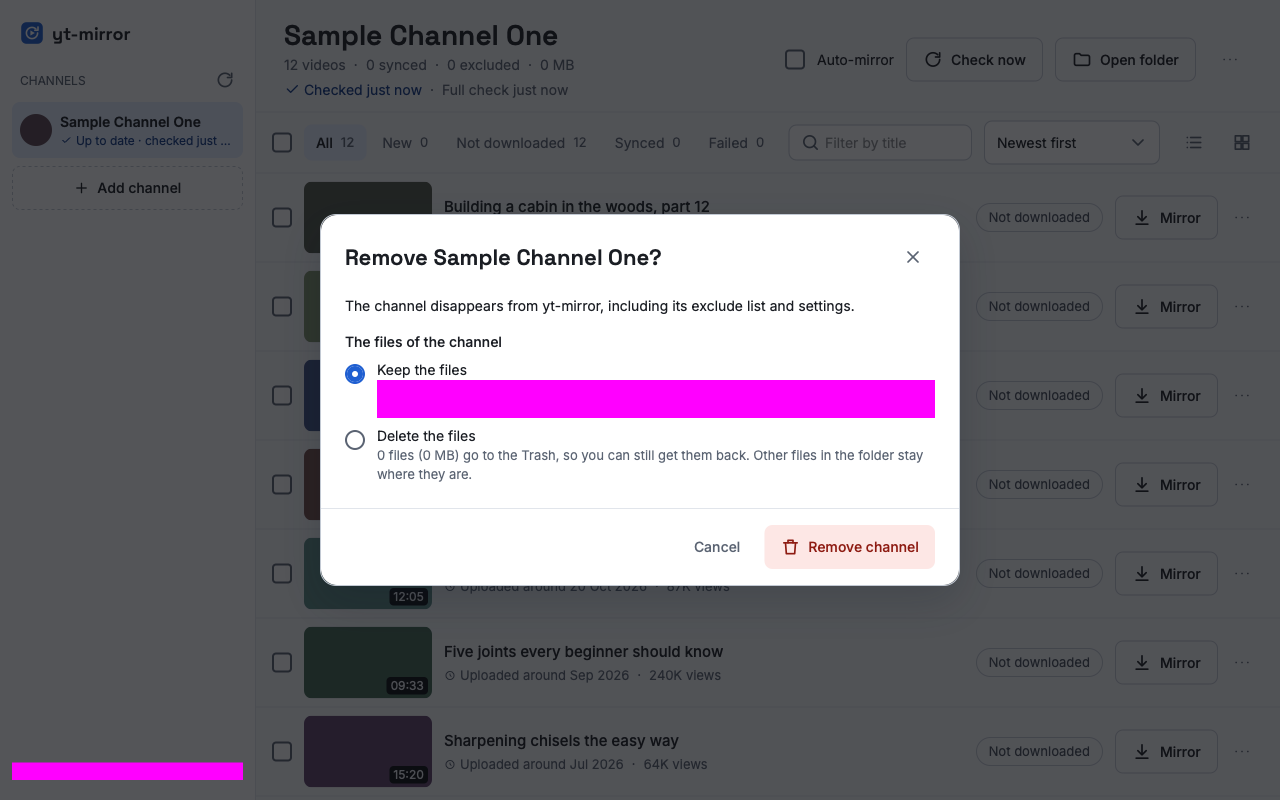 yt-mirror
CHANNELS
Sample Channel One
Up to date · checked just ...
Add channel
Sample Channel One
12 videos · 0 synced · 0 excluded · 0 MB
Checked just now · Full check just now
Auto-mirror
Check now
Open folder
All 12
New 0
Not downloaded 12
Synced 0
Failed 0
Filter by title
Newest first
Building a cabin in the woods, part 12
Not downloaded
Mirror
Not downloaded
Mirror
Not downloaded
Mirror
Not downloaded
Mirror
Remove Sample Channel One?
The channel disappears from yt-mirror, including its exclude list and settings.
The files of the channel
Keep the files
Delete the files
0 files (0 MB) go to the Trash, so you can still get them back. Other files in the folder stay
where they are.
Cancel
Remove channel
12:05
Uploaded around 20 Oct 2026 · 87K views
Not downloaded
Mirror
09:33
Five joints every beginner should know
Uploaded around Sep 2026 · 240K views
Not downloaded
Mirror
15:20
Sharpening chisels the easy way
Uploaded around Jul 2026 · 64K views
Not downloaded
Mirror